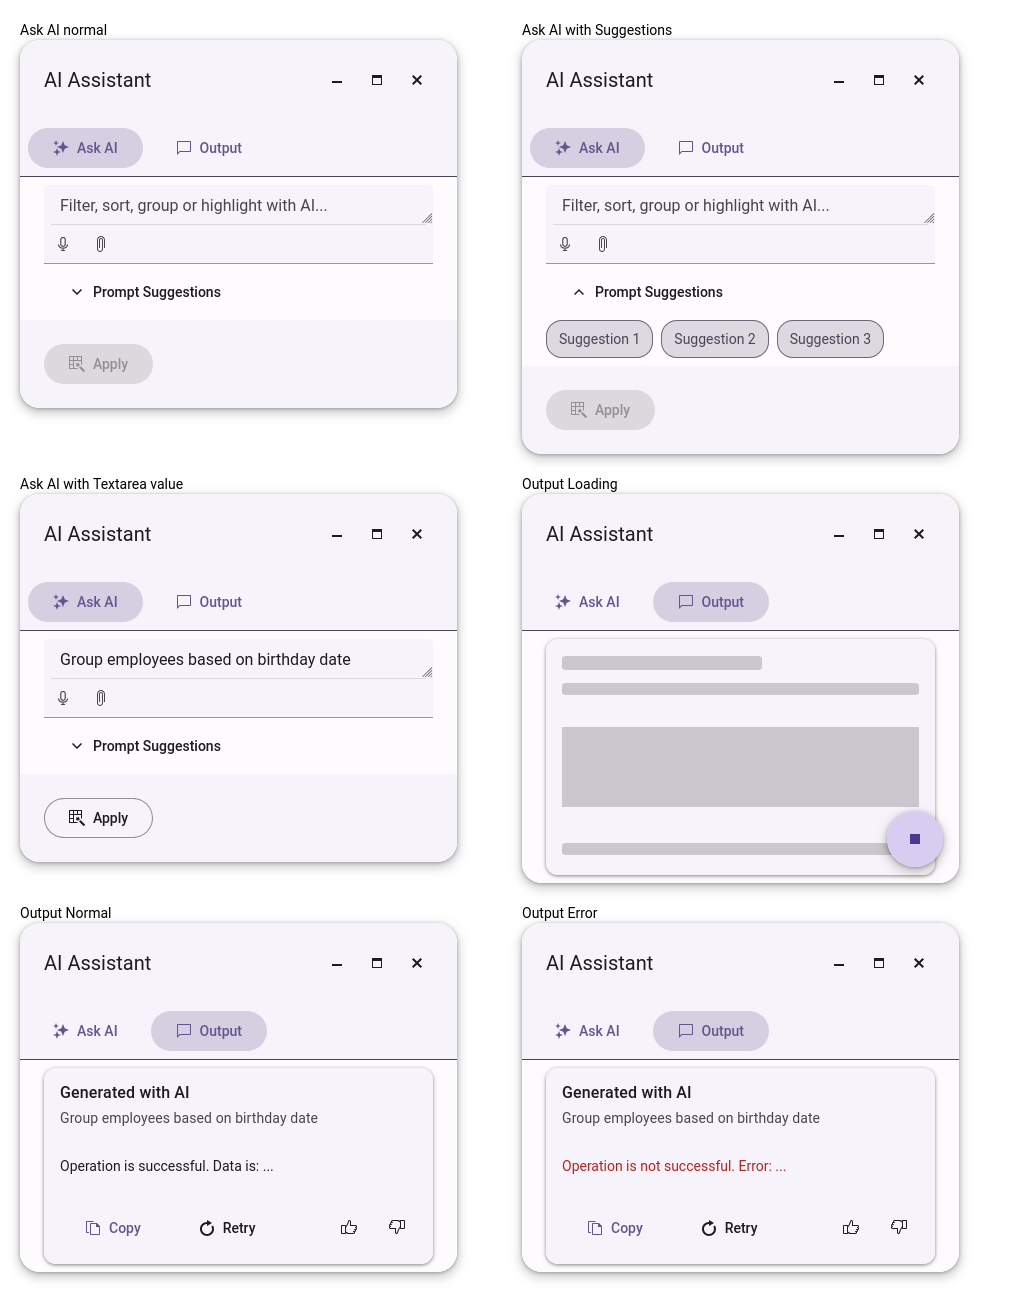 Ask AI normal
AI Assistant
Ask AI
Output
Filter, sort, group or highlight with AI...
Prompt Suggestions
Apply
Ask AI with Suggestions
AI Assistant
Ask AI
Output
Filter, sort, group or highlight with AI...
Prompt Suggestions
Suggestion 1
Suggestion 2
Suggestion 3
Apply
Ask AI with Textarea value
AI Assistant
Ask AI
Output
Group employees based on birthday date
Prompt Suggestions
Apply
Output Loading
AI Assistant
Ask AI
Output
Output Normal
AI Assistant
Ask AI
Output
Generated with AI
Group employees based on birthday date
Operation is successful. Data is: ...
Copy
Retry
Output Error
AI Assistant
Ask AI
Output
Generated with AI
Group employees based on birthday date
Operation is not successful. Error: ...
Copy
Retry